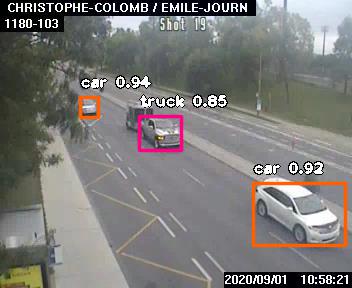 CHRISTOPHE-COLOMB / EMILE-JOURN
1180-103
Shot 19
car 0.94
truck 0.85
car 0.92
2020/09/01 10:58:21